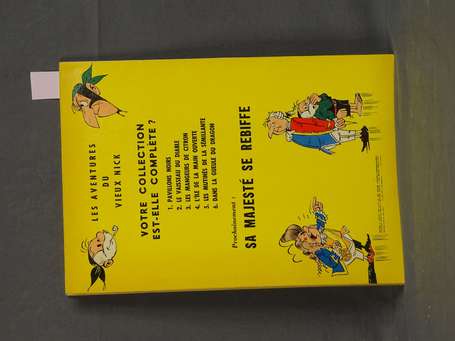 LES AVENTURES
DU
VIEUX NICK
VOTRE COLLECTION
EST-ELLE COMPLÈTE ?
1. PAVILLONS NOIRS
2. LE VAISSEAU DU DIABLE
3. LES MANGEURS DE CITRON
4. L'ILE DE LA MAIN OUVERTE
5. LES MUTINÉS DE LA SÉMILLANTE
6. DANS LA GUEULE DU DRAGON
Prochainement :
SA MAJESTÉ SE REBIFFE